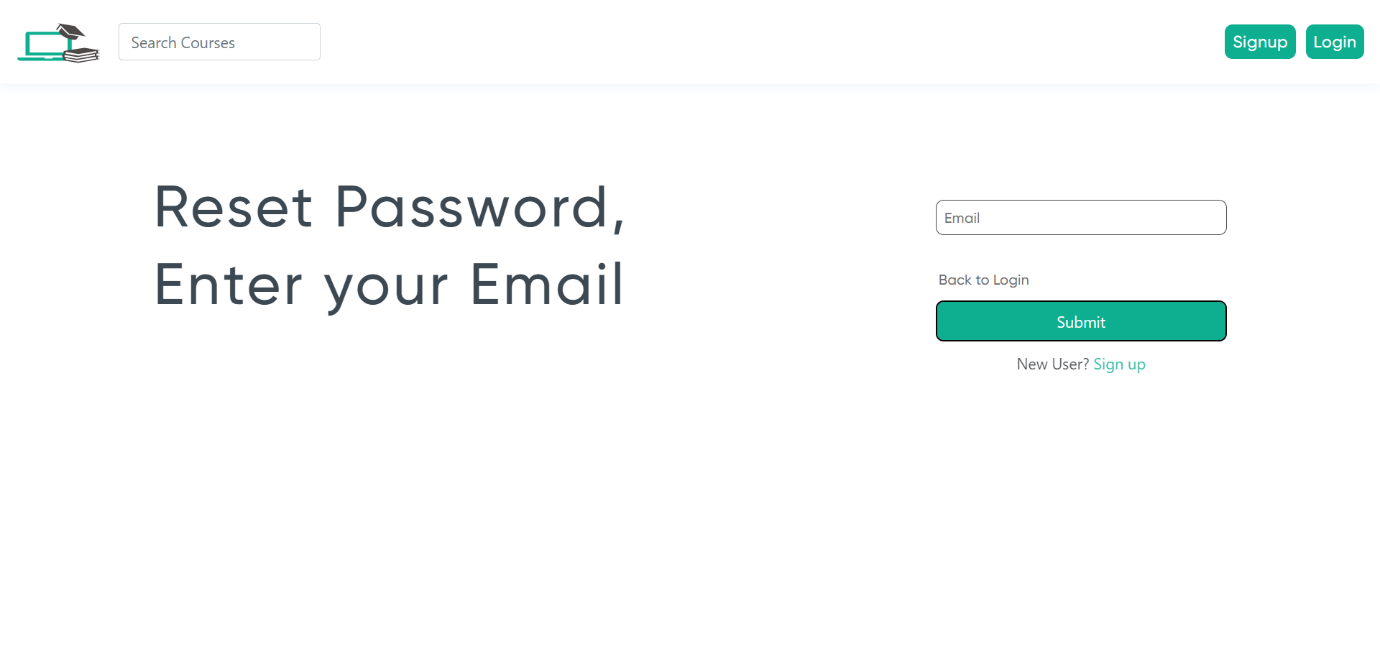 Search Courses
Signup
Login
Reset Password,
Enter your Email
Email
Back to Login
Submit
New User? Sign up